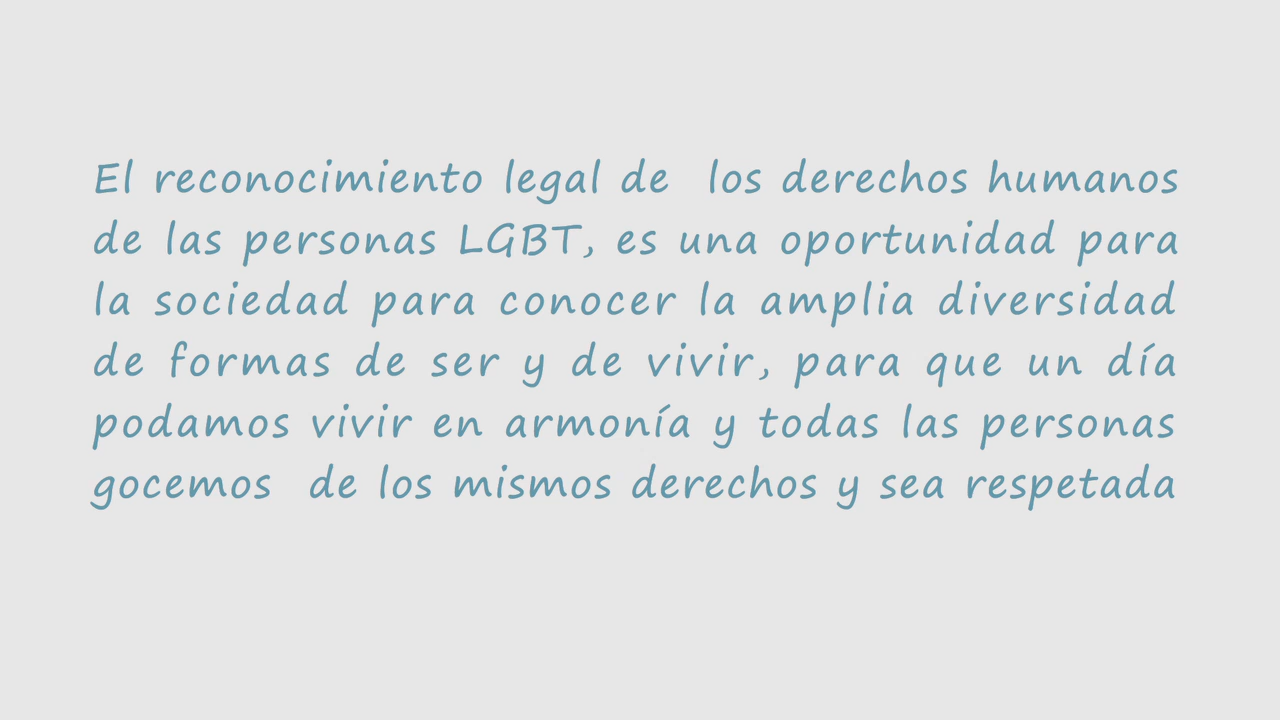 El reconocimiento legal de  los derechos humanos
de las personas LGBT, es una oportunidad para
la sociedad para conocer la amplia diversidad
de formas de ser y de vivir, para que un día
podamos vivir en armonía y todas las personas
gocemos  de los mismos derechos y sea respetada